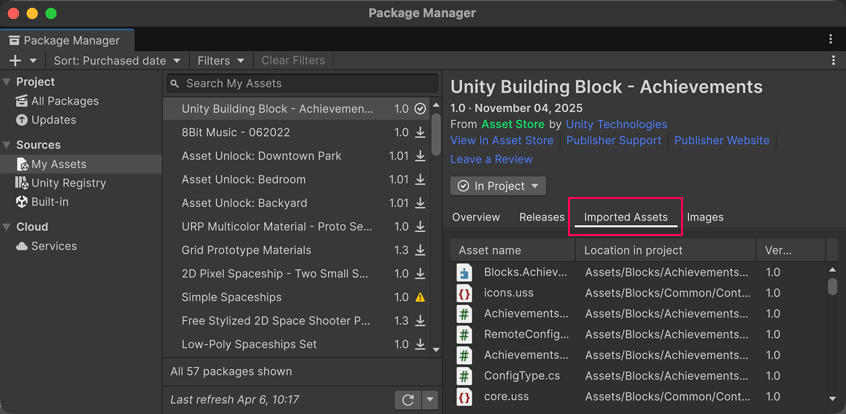 Package Manager
Package Manager
Sort: Purchased date
Filters
Clear Filters
Project
All Packages
Updates
Sources
My Assets
Unity Registry
Built-in
Cloud
Services
Search My Assets
Unity Building Block - Achievemen... 1.0
8Bit Music - 062022 1.0
Asset Unlock: Downtown Park 1.01
Asset Unlock: Bedroom 1.01
Asset Unlock: Backyard 1.01
URP Multicolor Material - Proto Se... 1.0
Grid Prototype Materials 1.3
2D Pixel Spaceship - Two Small S... 1.0
Simple Spaceships 1.0
Free Stylized 2D Space Shooter P... 1.3
Low-Poly Spaceships Set 1.0
All 57 packages shown
Last refresh Apr 6, 10:17
Unity Building Block - Achievements
1.0 · November 04, 2025
From Asset Store by Unity Technologies
View in Asset Store Publisher Support Publisher Website
Leave a Review
In Project
Overview Releases Imported Assets Images
Asset name Location in project Ver...
Blocks.Achiev... Assets/Blocks/Achievements... 1.0
icons.uss Assets/Blocks/Common/Cont... 1.0
Achievements... Assets/Blocks/Achievements... 1.0
RemoteConfig... Assets/Blocks/Achievements... 1.0
Achievements... Assets/Blocks/Achievements... 1.0
ConfigType.cs Assets/Blocks/Achievements... 1.0
core.uss Assets/Blocks/Common/Cont... 1.0